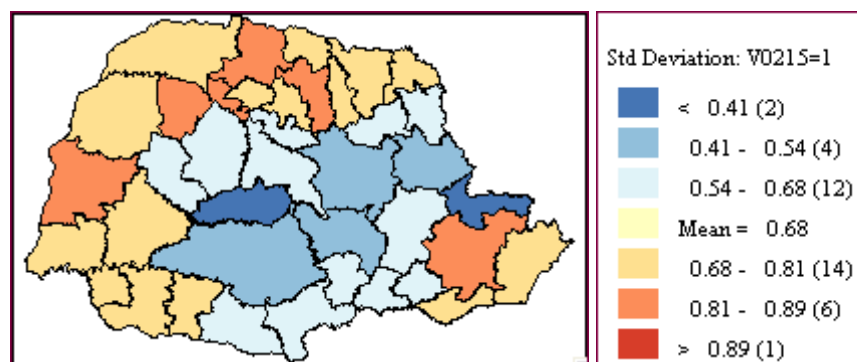 Std Deviation: V0215=1
< 0.41 (2)
0.41 - 0.54 (4)
0.54 - 0.68 (12)
Mean = 0.68
0.68 - 0.81 (14)
0.81 - 0.89 (6)
> 0.89 (1)